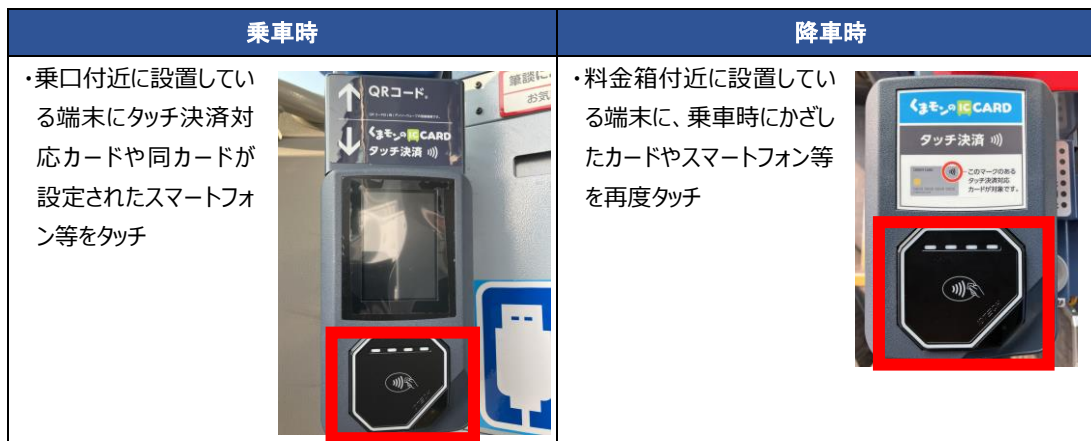 乗車時
降車時
・乗口付近に設置してい
る端末にタッチ決済対
応カードや同カードが
設定されたスマートフォ
ン等をタッチ
QRコード®
くまモンのIC CARD
タッチ決済
筆談に
お気
・料金箱付近に設置してい
る端末に、乗車時にかざし
たカードやスマートフォン等
を再度タッチ
くまモンのIC CARD
タッチ決済
このマークのある
タッチ決済対応
カードが対象です。